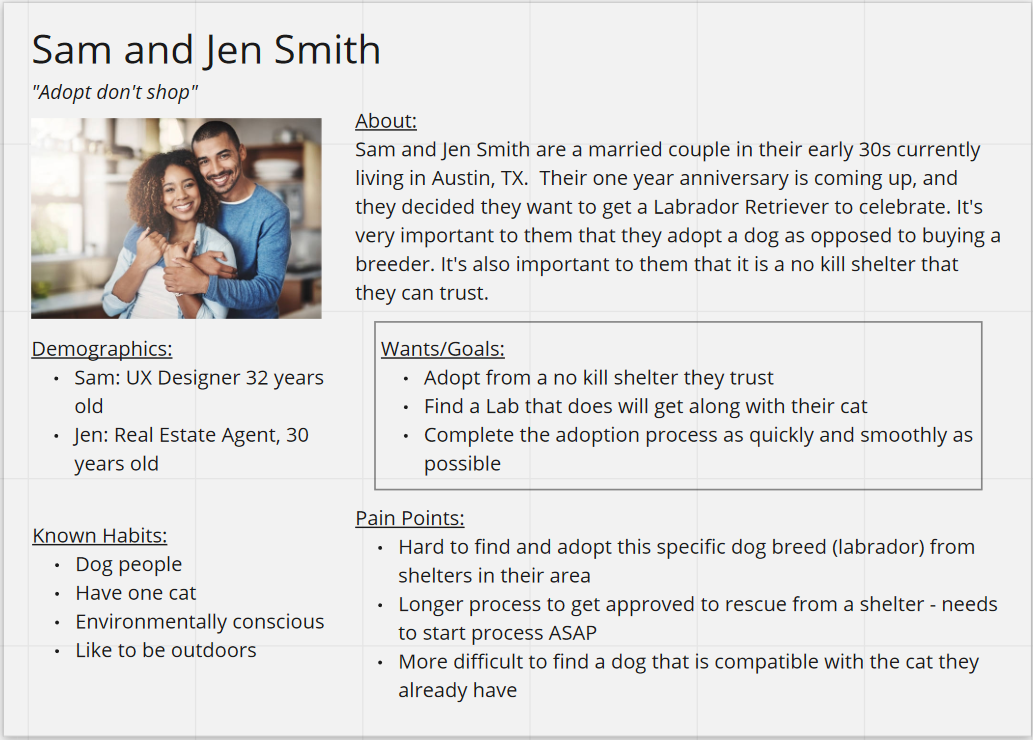 Sam and Jen Smith
"Adopt don't shop"
About:
Sam and Jen Smith are a married couple in their early 30s currently
living in Austin, TX.  Their one year anniversary is coming up, and
they decided they want to get a Labrador Retriever to celebrate. It's
very important to them that they adopt a dog as opposed to buying a
breeder. It's also important to them that it is a no kill shelter that
they can trust.
Demographics:
• Sam: UX Designer 32 years
old
• Jen: Real Estate Agent, 30
years old
Wants/Goals:
• Adopt from a no kill shelter they trust
• Find a Lab that does will get along with their cat
• Complete the adoption process as quickly and smoothly as
possible
Known Habits:
• Dog people
• Have one cat
• Environmentally conscious
• Like to be outdoors
Pain Points:
• Hard to find and adopt this specific dog breed (labrador) from
shelters in their area
• Longer process to get approved to rescue from a shelter - needs
to start process ASAP
• More difficult to find a dog that is compatible with the cat they
already have